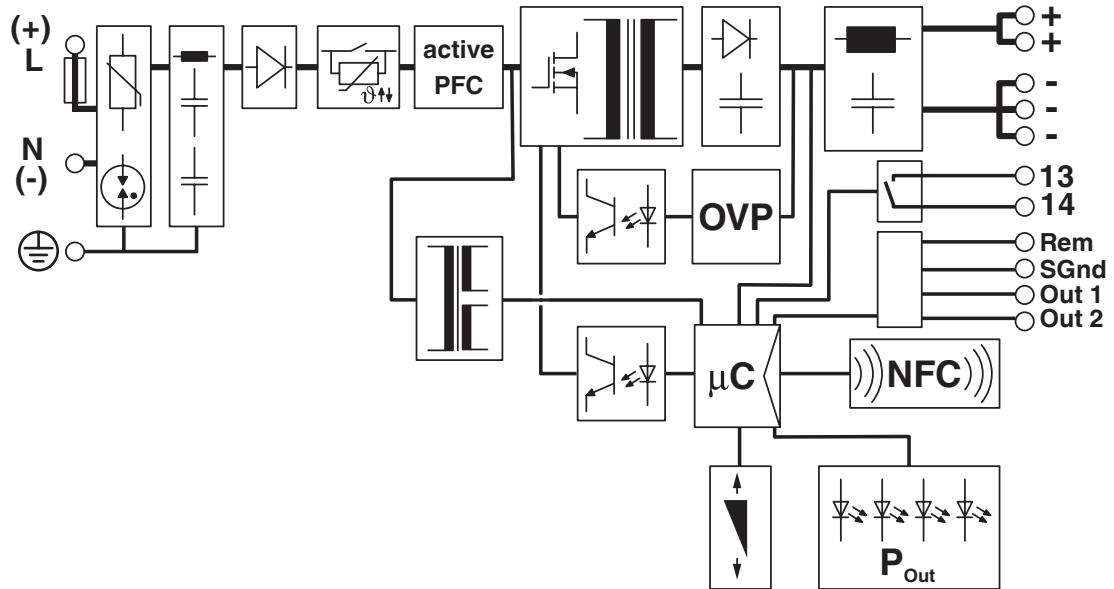 (+)
L
N
(-)
active
PFC
ϑ
OVP
μC
NFC
P Out
+
+
-
-
-
13
14
Rem
SGnd
Out 1
Out 2